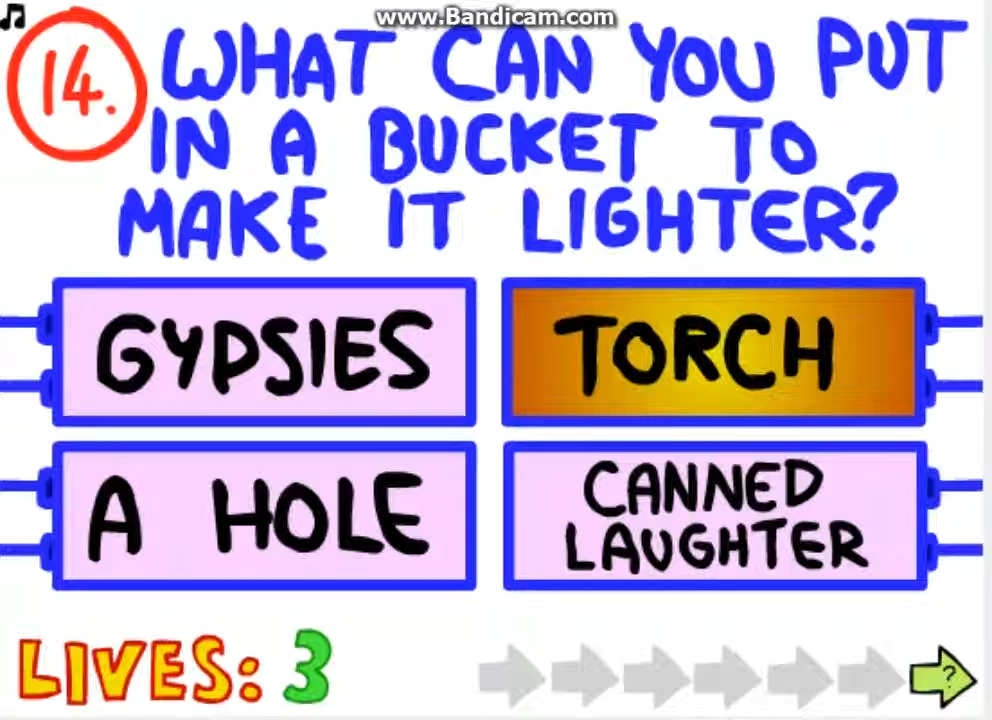 www.Bandicam.com
14.
WHAT CAN YOU PUT
IN A BUCKET TO
MAKE IT LIGHTER?
GYPSIES
TORCH
A HOLE
CANNED
LAUGHTER
LIVES: 3
?